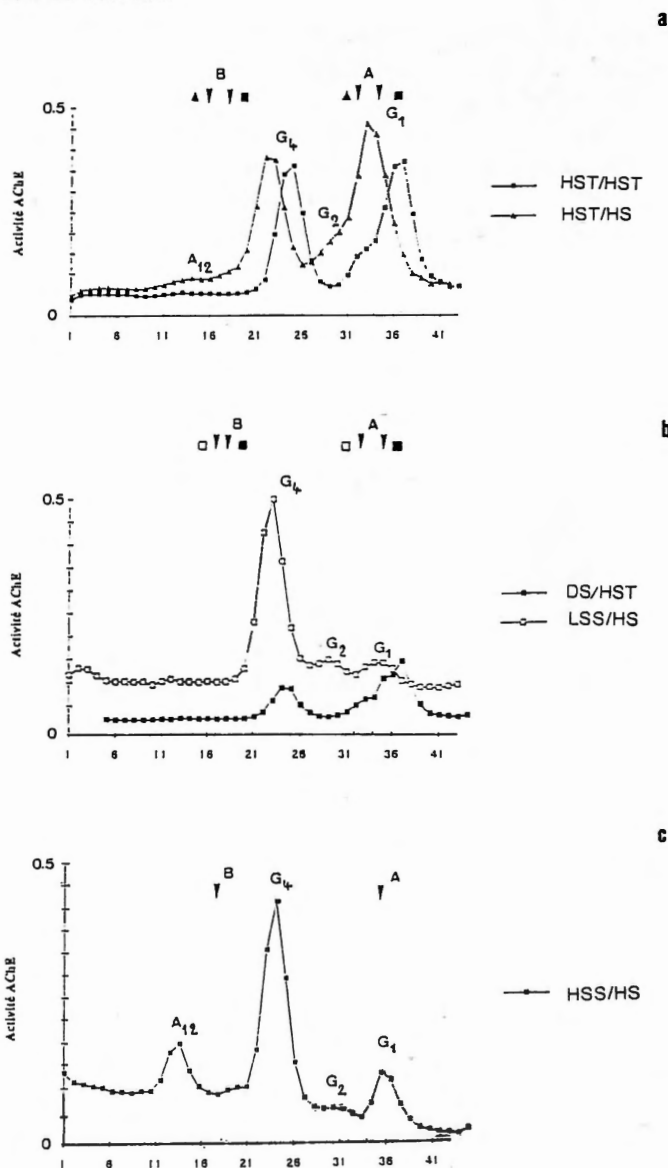 a
B A
0.5
G4 G1
G2
A12
Activité AChE
HST/HST
HST/HS
0
1 6 11 16 21 26 31 36 41
b
B A
0.5
G4
G2 G1
Activité AChE
DS/HST
LSS/HS
0
1 6 11 16 21 26 31 36 41
c
0.5
B G4 A
A12
G1
G2
Activité AChE
HSS/HS
0
1 6 11 16 21 26 31 36 41